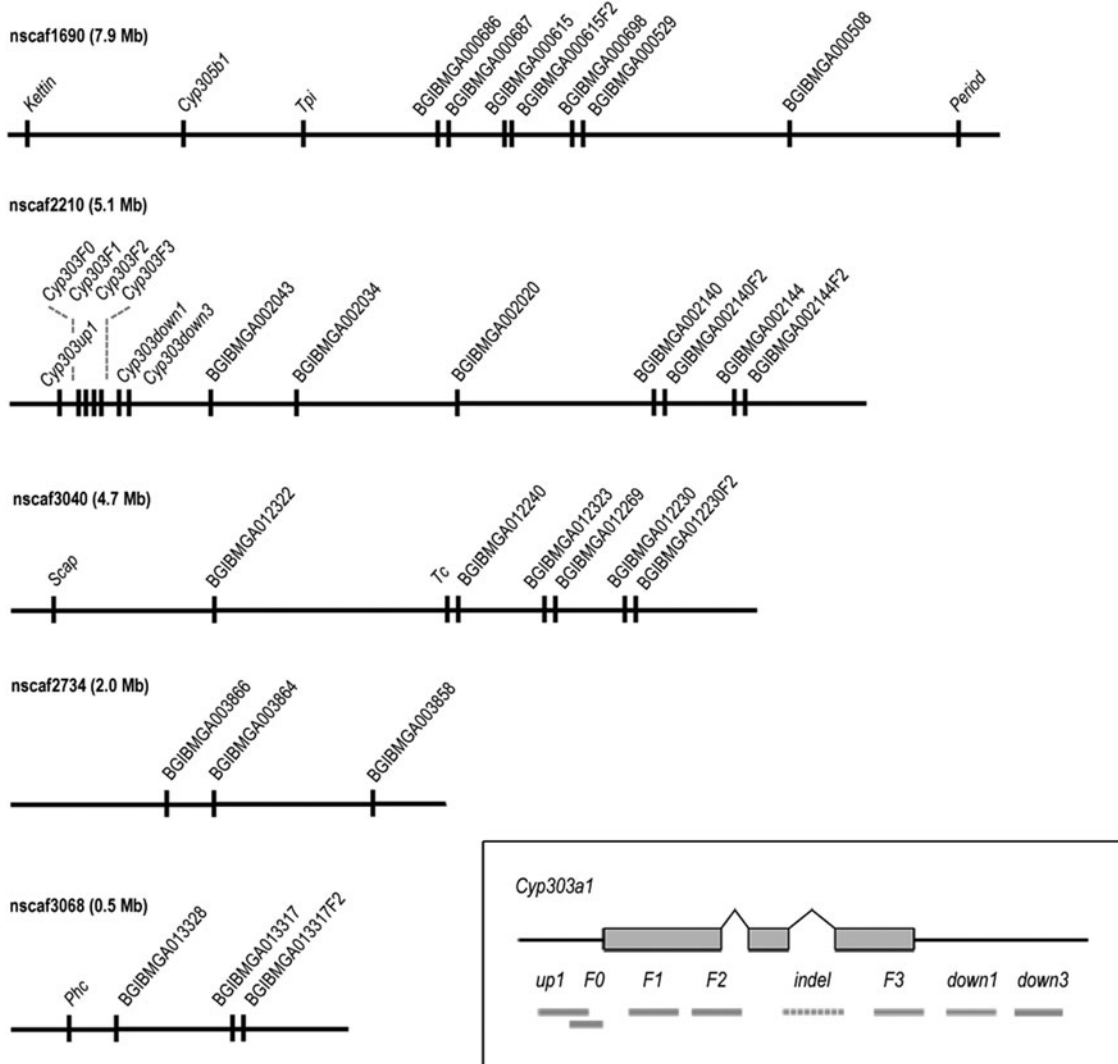 nscaf1690 (7.9 Mb)
Kettin
Cyp305b1
Tpi
BGIBMGA000686
BGIBMGA000687
BGIBMGA000615
BGIBMGA000615F2
BGIBMGA000698
BGIBMGA000529
BGIBMGA000508
Period
nscaf2210 (5.1 Mb)
Cyp303F0
Cyp303F1
Cyp303F2
Cyp303F3
Cyp303up1
Cyp303down1
Cyp303down3
BGIBMGA002043
BGIBMGA002034
BGIBMGA002020
BGIBMGA002140
BGIBMGA002140F2
BGIBMGA002144
BGIBMGA002144F2
nscaf3040 (4.7 Mb)
Scap
BGIBMGA012322
Tc
BGIBMGA012240
BGIBMGA012323
BGIBMGA012269
BGIBMGA012230
BGIBMGA012230F2
nscaf2734 (2.0 Mb)
BGIBMGA003866
BGIBMGA003864
BGIBMGA003858
nscaf3068 (0.5 Mb)
Phc
BGIBMGA013328
BGIBMGA013317
BGIBMGA013317F2
Cyp303a1
up1 F0 F1 F2 indel F3 down1 down3